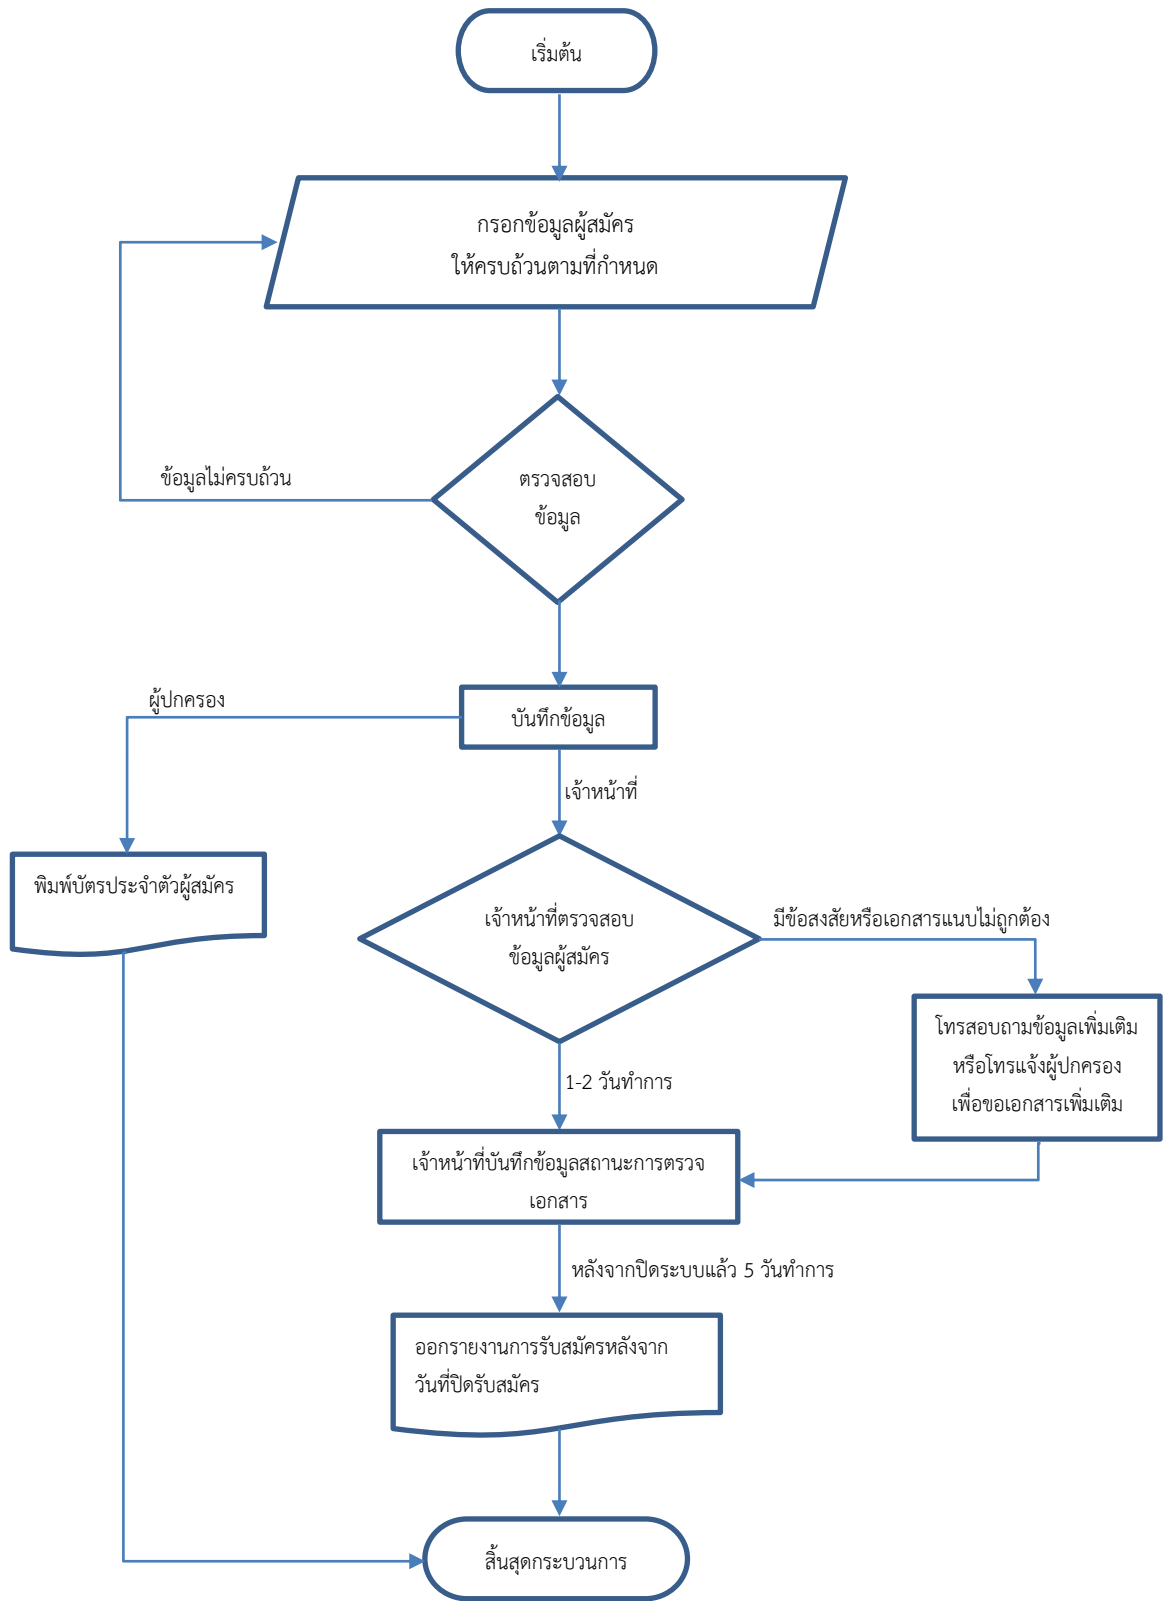 เริ่มต้น
กรอกข้อมูลผู้สมัคร
ให้ครบถ้วนตามที่กำหนด
ข้อมูลไม่ครบถ้วน
ตรวจสอบ
ข้อมูล
ผู้ปกครอง
บันทึกข้อมูล
เจ้าหน้าที่
พิมพ์บัตรประจำตัวผู้สมัคร
เจ้าหน้าที่ตรวจสอบ
ข้อมูลผู้สมัคร
มีข้อสงสัยหรือเอกสารแนบไม่ถูกต้อง
โทรสอบถามข้อมูลเพิ่มเติม
หรือโทรแจ้งผู้ปกครอง
เพื่อขอเอกสารเพิ่มเติม
1-2 วันทำการ
เจ้าหน้าที่บันทึกข้อมูลสถานะการตรวจ
เอกสาร
หลังจากปิดระบบแล้ว 5 วันทำการ
ออกรายงานการรับสมัครหลังจาก
วันที่ปิดรับสมัคร
สิ้นสุดกระบวนการ